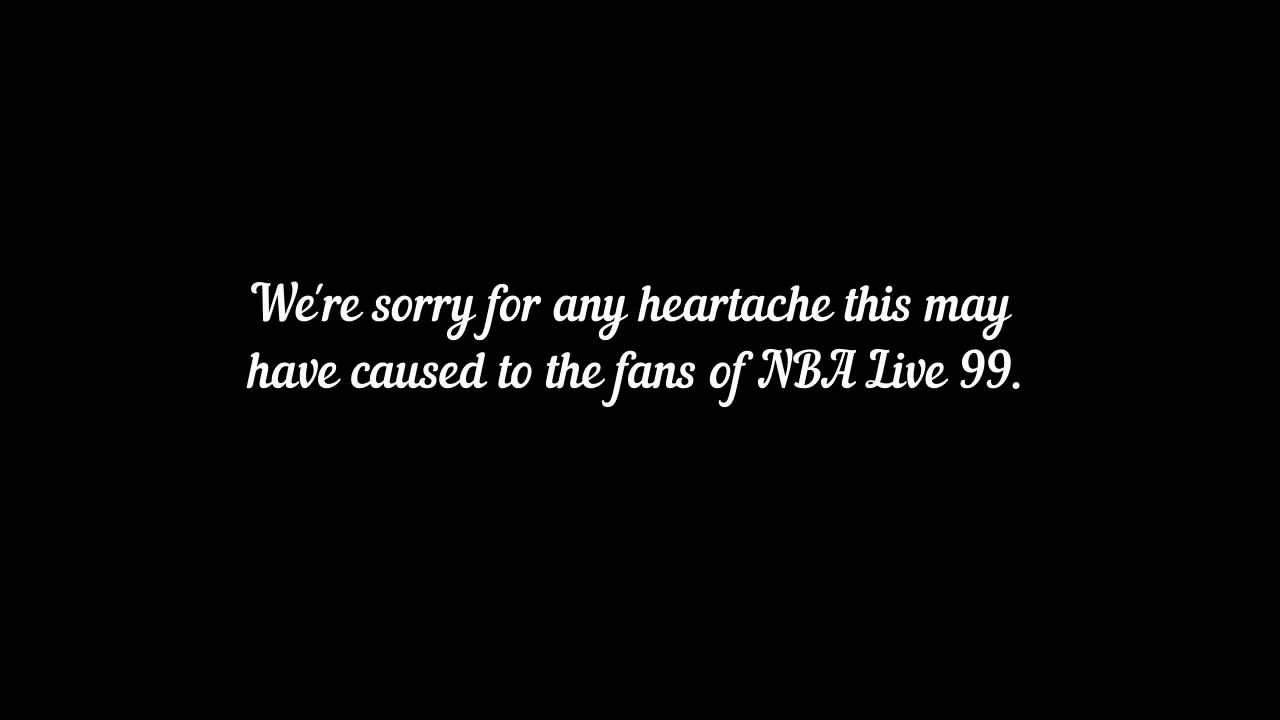 We're sorry for any heartache this may
have caused to the fans of NBA Live 99.